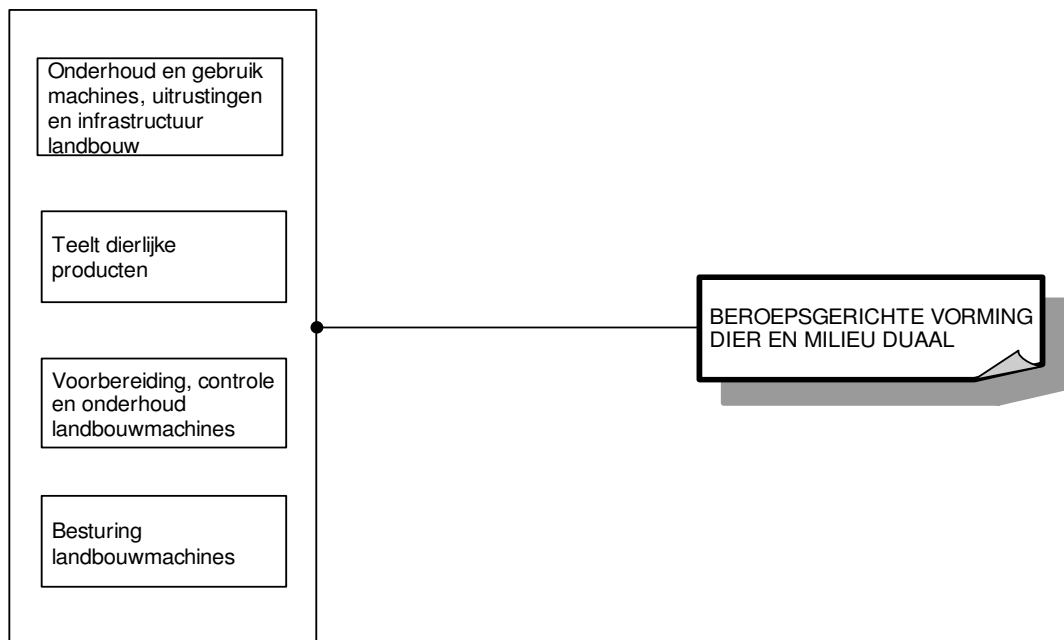 Onderhoud en gebruik
machines, uitrustingen
en infrastructuur
landbouw
Teelt dierlijke
producten
Voorbereiding, controle
en onderhoud
landbouwmachines
Besturing
landbouwmachines
BEROEPSGERICHTE VORMING
DIER EN MILIEU DUAAL